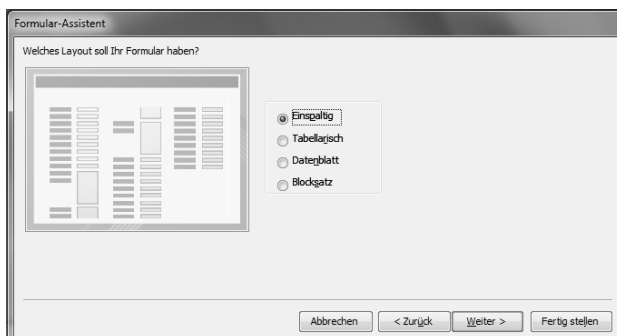 Formular-Assistent
Welches Layout soll Ihr Formular haben?
Einspaltig
Tabellarisch
Datenblatt
Blocksatz
Abbrechen
< Zurück
Weiter >
Fertig stellen